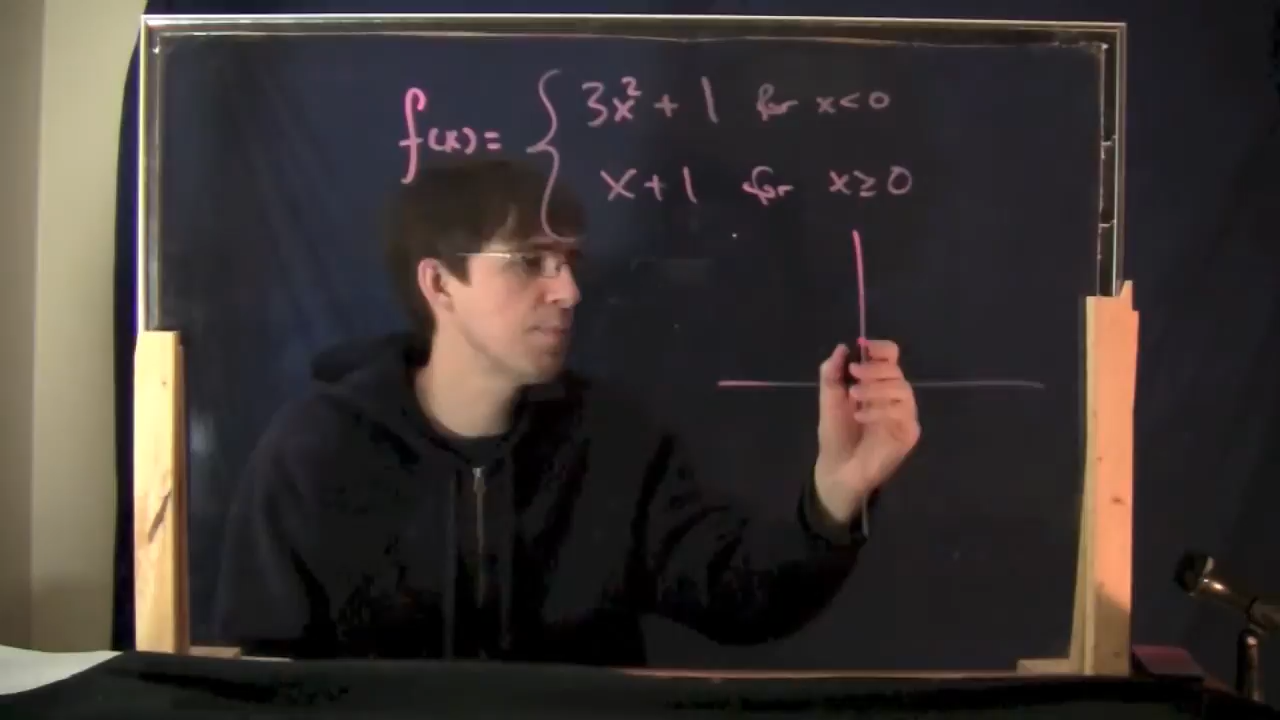 f(x) = { 3x² + 1 for x < 0
x + 1 for x ≥ 0